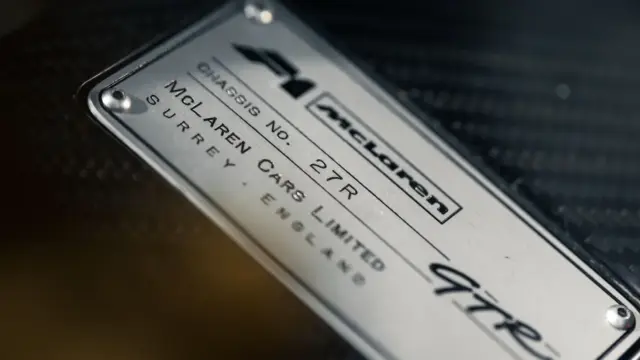 F1 McLaren GTR
CHASSIS No. 27R
McLAREN CARS LIMITED
SURREY · ENGLAND